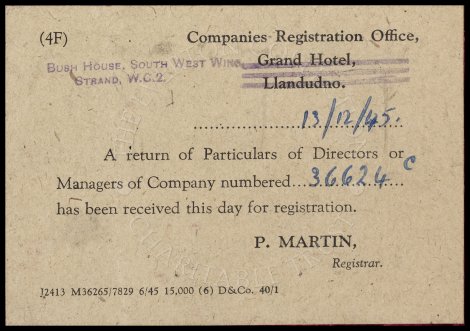 (4F) Companies Registration Office,
BUSH HOUSE, SOUTH WEST WING, Grand Hotel,
STRAND, W.C.2. Llandudno.
13/12/45.
A return of Particulars of Directors or
Managers of Company numbered 36624 C
has been received this day for registration.
P. MARTIN,
Registrar.
J2413 M36265/7829 6/45 15,000 (6) D&Co. 40/1